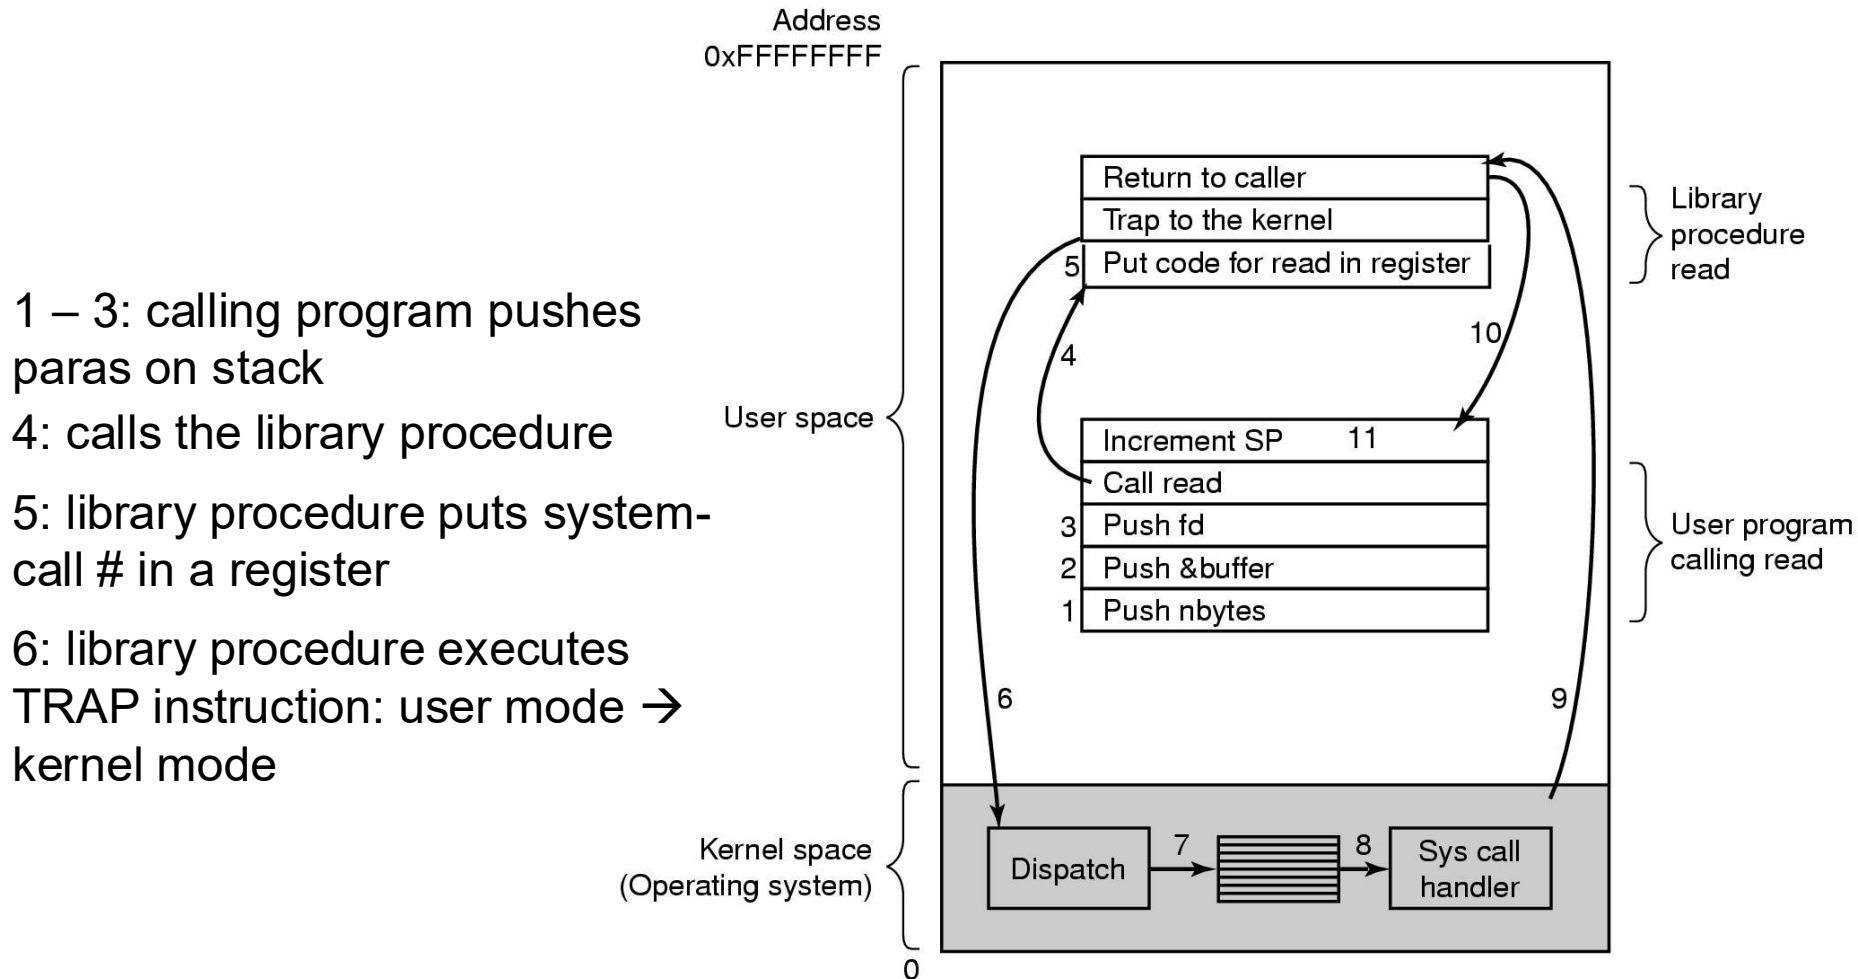 1 – 3: calling program pushes
paras on stack
4: calls the library procedure
5: library procedure puts system-
call # in a register
6: library procedure executes
TRAP instruction: user mode →
kernel mode
Address
0xFFFFFFFF
User space
Kernel space
(Operating system)
0
Return to caller
Trap to the kernel
5 Put code for read in register
4
10
Increment SP 11
Call read
3 Push fd
2 Push &buffer
1 Push nbytes
6
9
Dispatch
7
8
Sys call
handler
Library
procedure
read
User program
calling read